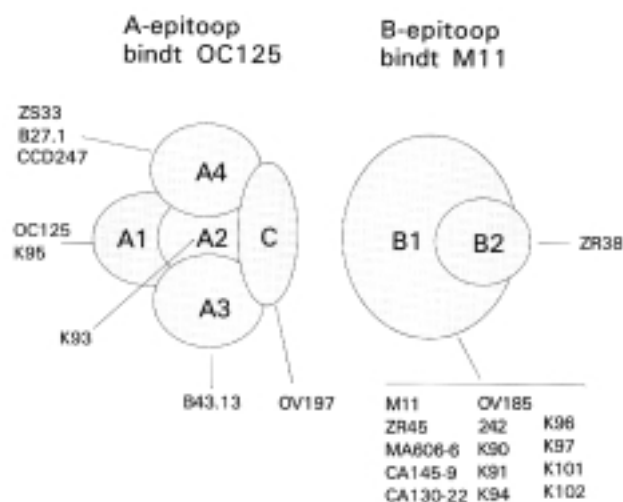 A-epitoop
bindt OC125
B-epitoop
bindt M11
ZS33
B27.1
CCD247
A4
OC125
K95
A1
A2
C
A3
K93
B43.13
OV197
B1
B2
ZR38
M11 OV185
ZR45 242 K96
MA606-6 K90 K97
CA145-9 K91 K101
CA130-22 K94 K102